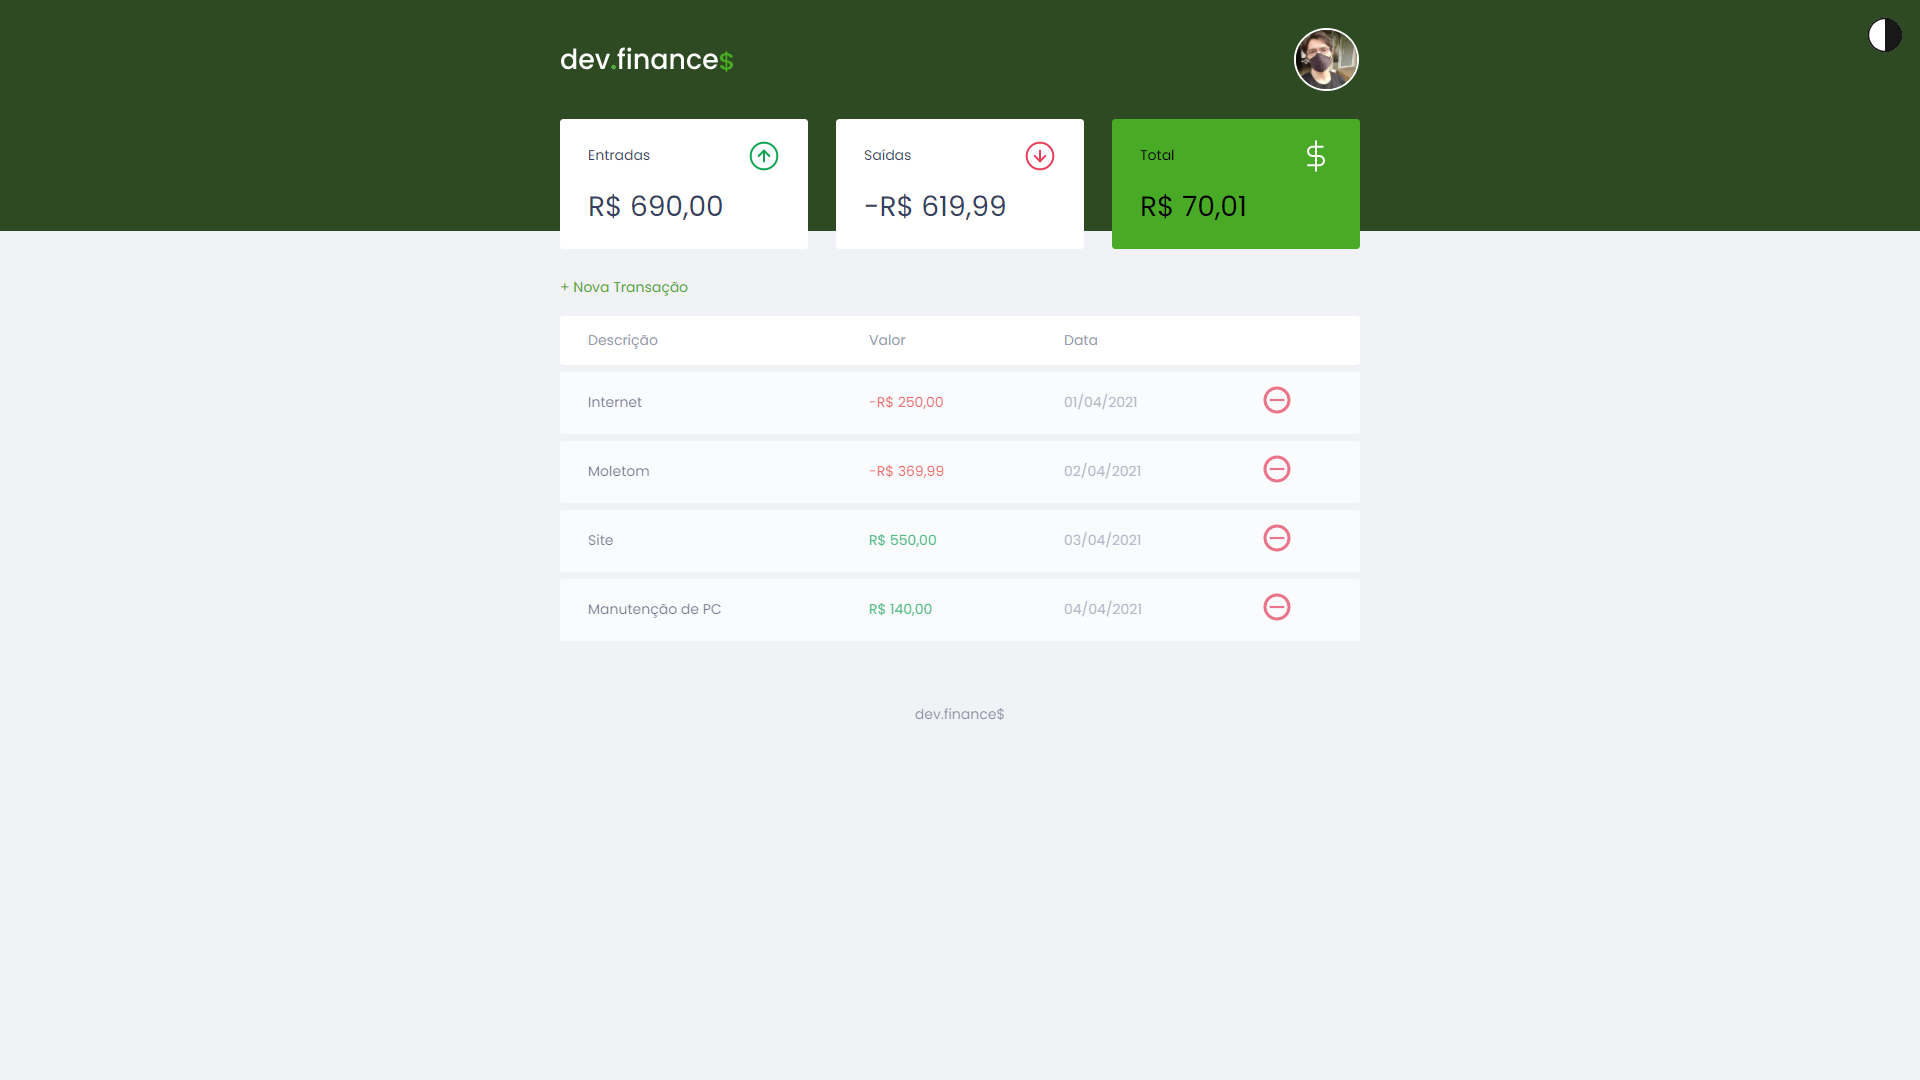 dev.finance$
Entradas
R$ 690,00
Saídas
-R$ 619,99
Total
$
R$ 70,01
+ Nova Transação
Descrição Valor Data
Internet -R$ 250,00 01/04/2021
Moletom -R$ 369,99 02/04/2021
Site R$ 550,00 03/04/2021
Manutenção de PC R$ 140,00 04/04/2021
dev.finance$